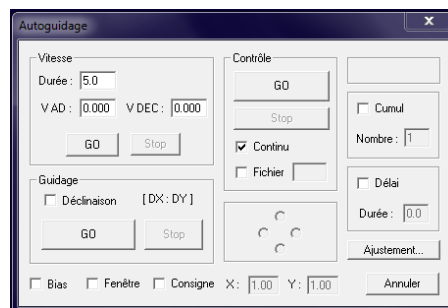 Autoguidage
Vitesse
Durée : 5.0
V AD : 0.000 V DEC : 0.000
GO Stop
Guidage
Déclinaison [ DX : DY ]
GO Stop
Contrôle
GO
Stop
Continu
Fichier
Cumul
Nombre : 1
Délai
Durée : 0.0
Ajustement...
Bias Fenêtre Consigne X : 1.00 Y : 1.00 Annuler